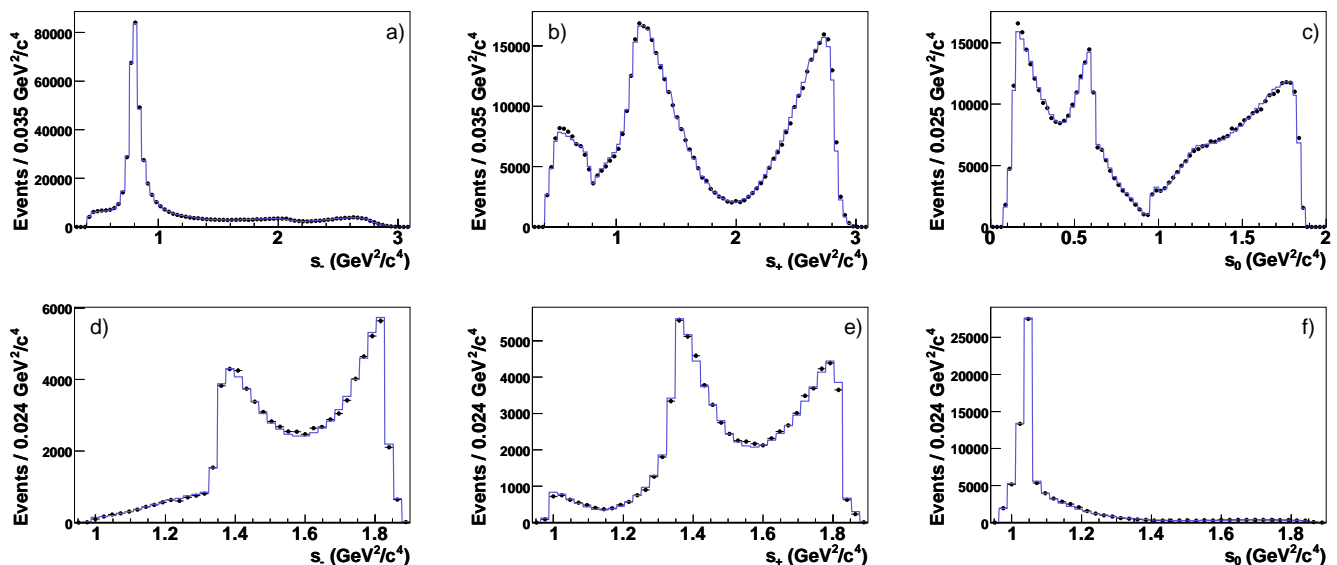 a)
Events / 0.035 GeV²/c⁴
80000
60000
40000
20000
0
1 2 3
s₋ (GeV²/c⁴)
b)
Events / 0.035 GeV²/c⁴
15000
10000
5000
0
1 2 3
s₊ (GeV²/c⁴)
c)
Events / 0.025 GeV²/c⁴
15000
10000
5000
0
0 0.5 1 1.5 2
s₀ (GeV²/c⁴)
d)
Events / 0.024 GeV²/c⁴
6000
4000
2000
0
1 1.2 1.4 1.6 1.8
s₋ (GeV²/c⁴)
e)
Events / 0.024 GeV²/c⁴
5000
4000
3000
2000
1000
0
1 1.2 1.4 1.6 1.8
s₊ (GeV²/c⁴)
f)
Events / 0.024 GeV²/c⁴
25000
20000
15000
10000
5000
0
1 1.2 1.4 1.6 1.8
s₀ (GeV²/c⁴)